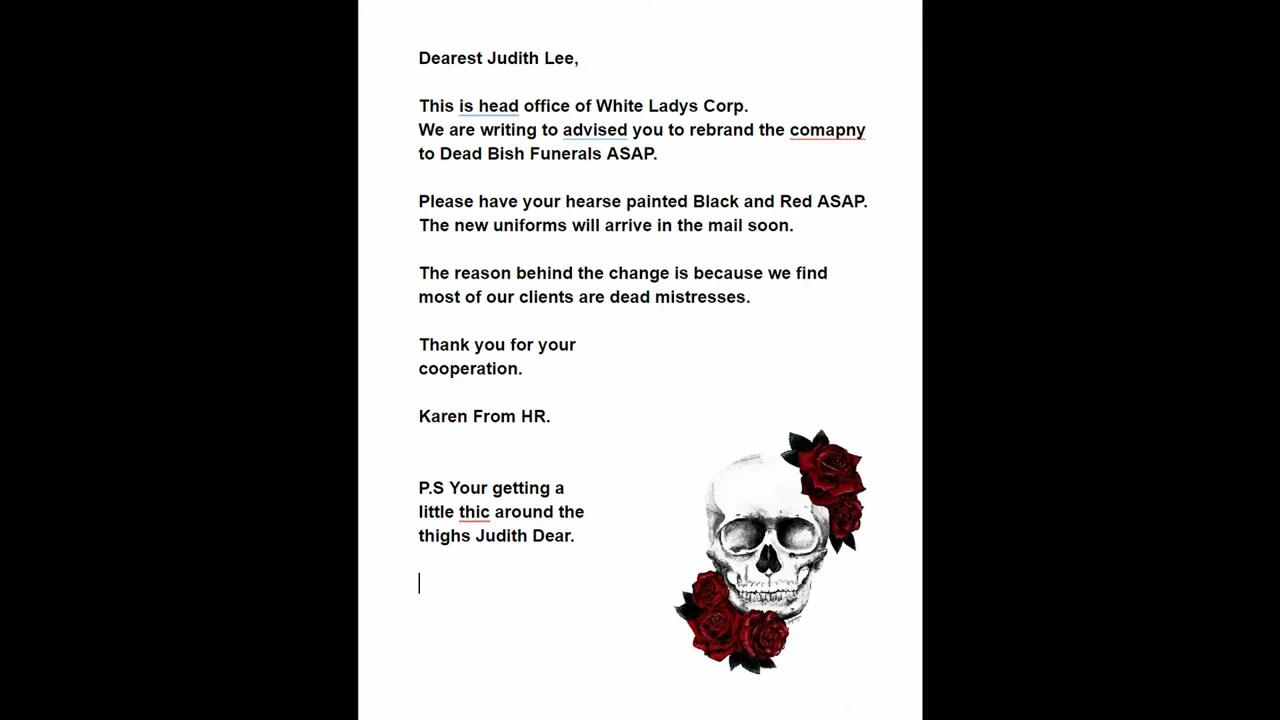 Dearest Judith Lee,
This is head office of White Ladys Corp.
We are writing to advised you to rebrand the comapny
to Dead Bish Funerals ASAP.
Please have your hearse painted Black and Red ASAP.
The new uniforms will arrive in the mail soon.
The reason behind the change is because we find
most of our clients are dead mistresses.
Thank you for your
cooperation.
Karen From HR.
P.S Your getting a
little thic around the
thighs Judith Dear.